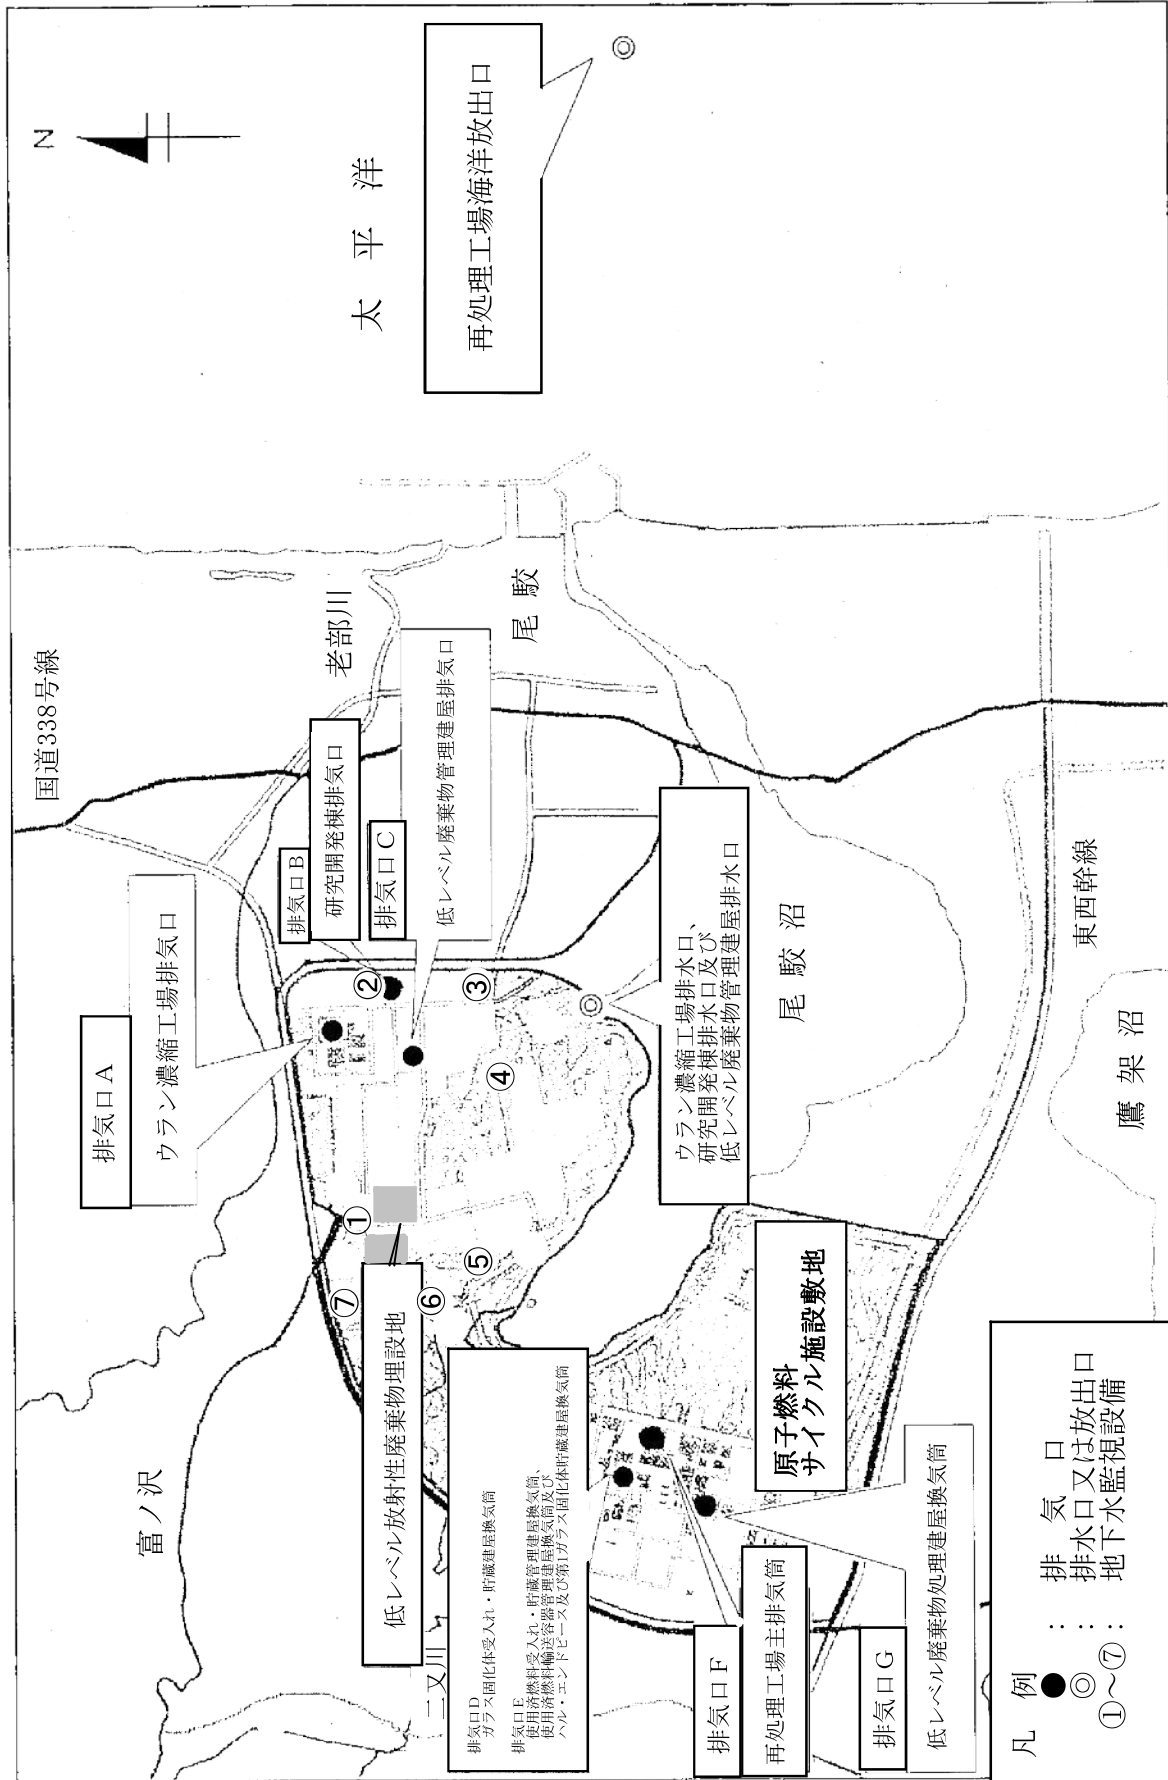 N
太平洋
再処理工場海洋放出口
国道338号線
老部川
尾駮
排気口A
ウラン濃縮工場排気口
排気口B
研究開発棟排気口
排気口C
低レベル廃棄物管理建屋排気口
②
③
④
①
⑤
⑥
⑦
ウラン濃縮工場排水口、
研究開発棟排水口及び
低レベル廃棄物管理建屋排水口
尾駮沼
東西幹線
鷹架沼
富ノ沢
低レベル放射性廃棄物埋設地
二又川
排気口D
ガラス固化体受入れ・貯蔵建屋換気筒
排気口E
使用済燃料受入れ・貯蔵管理建屋換気筒、
使用済燃料輸送容器管理建屋換気筒及び
ハル・エンドピース及び第1ガラス固化体貯蔵建屋換気筒
原子燃料
サイクル施設敷地
排気口F
再処理工場主排気筒
排気口G
低レベル廃棄物処理建屋換気筒
凡例
● : 排気口
◎ : 排水口又は放出口
①～⑦ : 地下水監視設備